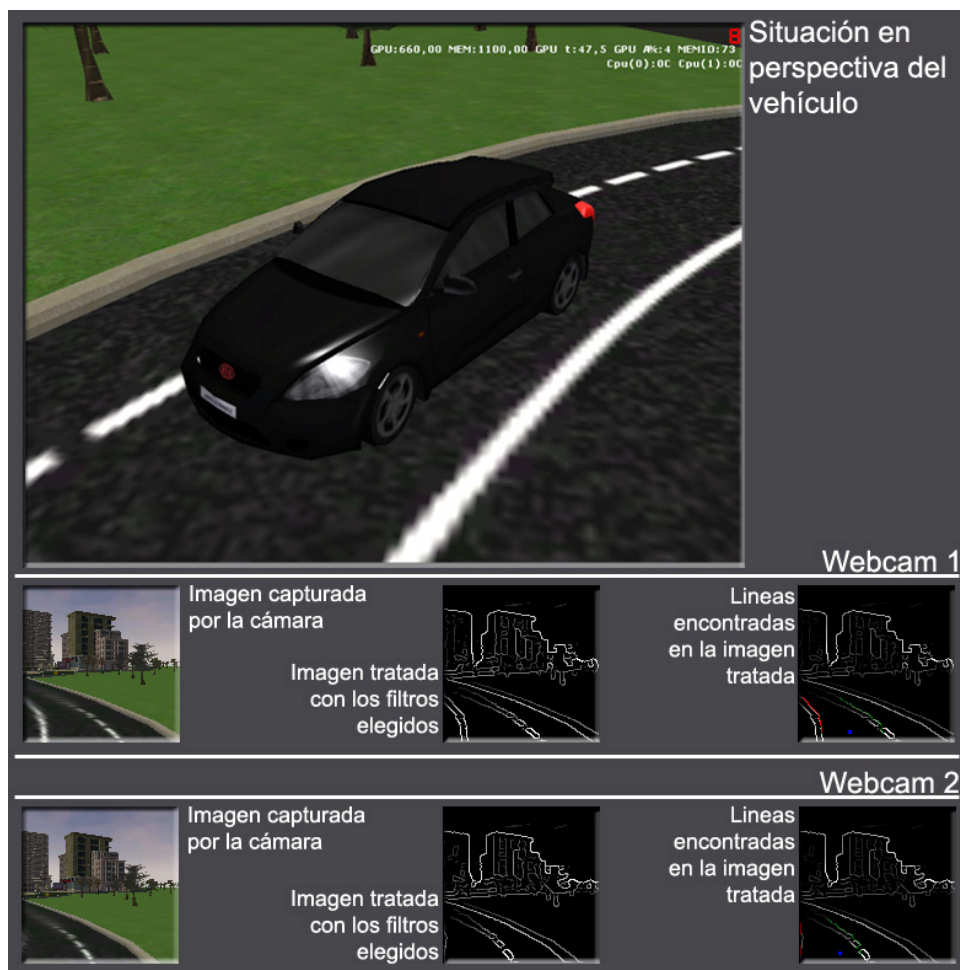 8
GPU:660,00 MEM:1100,00 GPU t:47,5 GPU A%:4 MEMIO:73
Cpu(0):0C Cpu(1):0C
Situación en
perspectiva del
vehículo
Webcam 1
Imagen capturada
por la cámara
Imagen tratada
con los filtros
elegidos
Lineas
encontradas
en la imagen
tratada
Webcam 2
Imagen capturada
por la cámara
Imagen tratada
con los filtros
elegidos
Lineas
encontradas
en la imagen
tratada